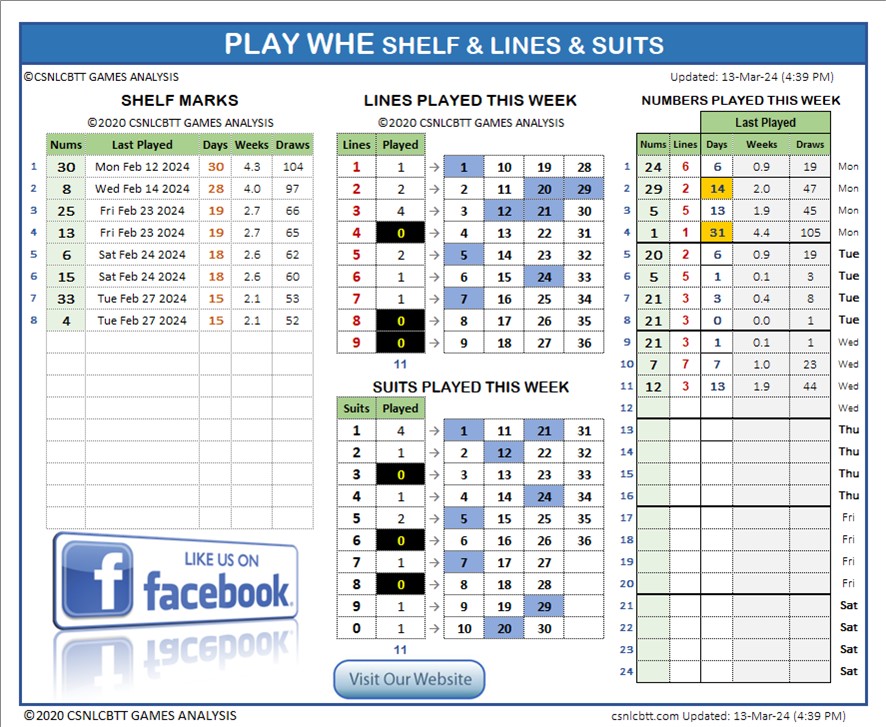 PLAY WHE SHELF & LINES & SUITS
©CSNLCBTT GAMES ANALYSIS
Updated: 13-Mar-24 (4:39 PM)
SHELF MARKS
©2020 CSNLCBTT GAMES ANALYSIS
Nums Last Played Days Weeks Draws
1 30 Mon Feb 12 2024 30 4.3 104
2 8 Wed Feb 14 2024 28 4.0 97
3 25 Fri Feb 23 2024 19 2.7 66
4 13 Fri Feb 23 2024 19 2.7 65
5 6 Sat Feb 24 2024 18 2.6 62
6 15 Sat Feb 24 2024 18 2.6 60
7 33 Tue Feb 27 2024 15 2.1 53
8 4 Tue Feb 27 2024 15 2.1 52
LIKE US ON
facebook.
LINES PLAYED THIS WEEK
©2020 CSNLCBTT GAMES ANALYSIS
Lines Played
1 1 → 1 10 19 28
2 2 → 2 11 20 29
3 4 → 3 12 21 30
4 0 → 4 13 22 31
5 2 → 5 14 23 32
6 1 → 6 15 24 33
7 1 → 7 16 25 34
8 0 → 8 17 26 35
9 0 → 9 18 27 36
11
SUITS PLAYED THIS WEEK
Suits Played
1 4 → 1 11 21 31
2 1 → 2 12 22 32
3 0 → 3 13 23 33
4 1 → 4 14 24 34
5 2 → 5 15 25 35
6 0 → 6 16 26 36
7 1 → 7 17 27
8 0 → 8 18 28
9 1 → 9 19 29
0 1 → 10 20 30
11
Visit Our Website
NUMBERS PLAYED THIS WEEK
Last Played
Nums Lines Days Weeks Draws
1 24 6 6 0.9 19 Mon
2 29 2 14 2.0 47 Mon
3 5 5 13 1.9 45 Mon
4 1 1 31 4.4 105 Mon
5 20 2 6 0.9 19 Tue
6 5 5 1 0.1 3 Tue
7 21 3 3 0.4 8 Tue
8 21 3 0 0.0 1 Tue
9 21 3 1 0.1 1 Wed
10 7 7 7 1.0 23 Wed
11 12 3 13 1.9 44 Wed
12 Wed
13 Thu
14 Thu
15 Thu
16 Thu
17 Fri
18 Fri
19 Fri
20 Fri
21 Sat
22 Sat
23 Sat
24 Sat
©2020 CSNLCBTT GAMES ANALYSIS
csnlcbtt.com Updated: 13-Mar-24 (4:39 PM)